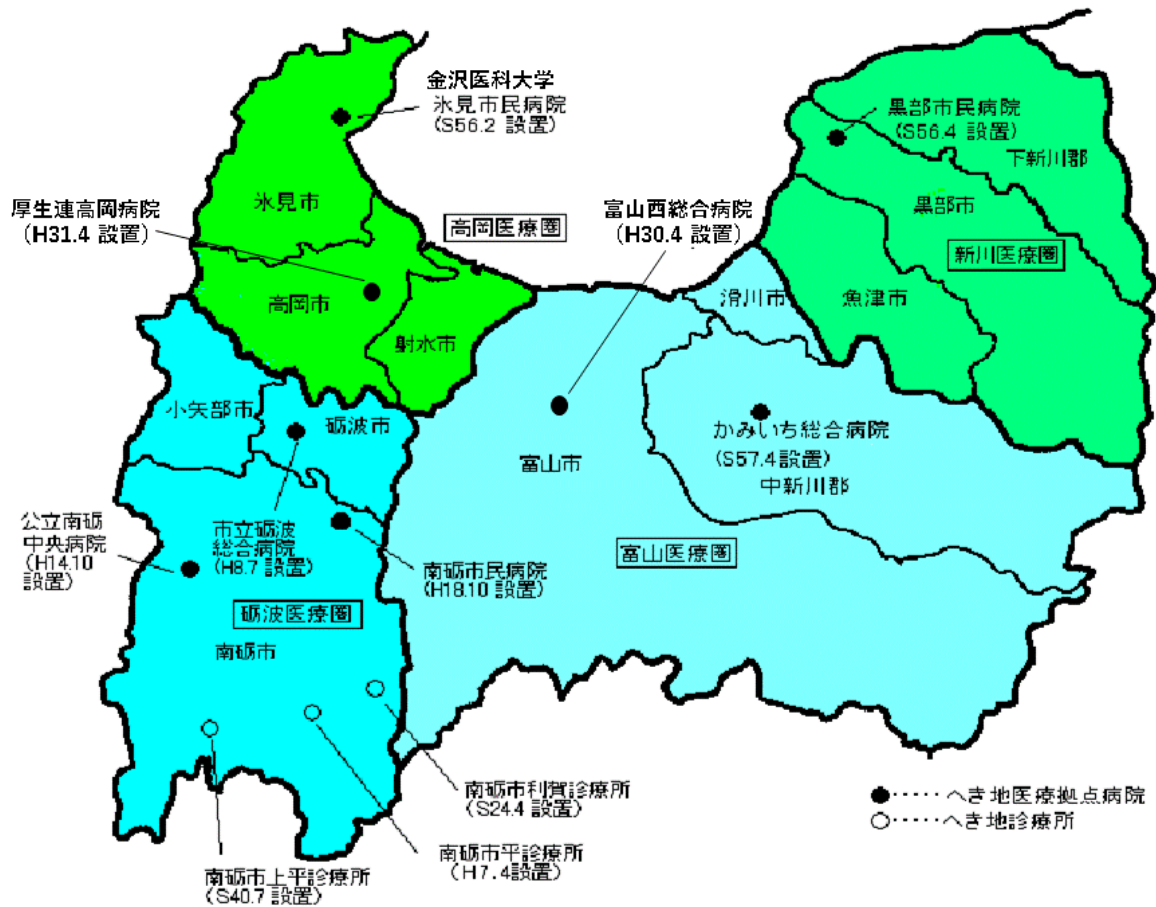 金沢医科大学
氷見市民病院
(S56.2 設置)
黒部市民病院
(S56.4 設置)
下新川郡
厚生連高岡病院
(H31.4 設置)
氷見市
高岡医療圏
富山西総合病院
(H30.4 設置)
黒部市
新川医療圏
高岡市
射水市
滑川市
魚津市
小矢部市
砺波市
富山市
かみいち総合病院
(S57.4 設置)
中新川郡
公立南砺
中央病院
(H14.10
設置)
市立砺波
総合病院
(H8.7 設置)
南砺市民病院
(H18.10 設置)
富山医療圏
砺波医療圏
南砺市
南砺市利賀診療所
(S24.4 設置)
南砺市平診療所
(H7.4設置)
南砺市上平診療所
(S40.7 設置)
●‥‥‥へき地医療拠点病院
○‥‥‥へき地診療所